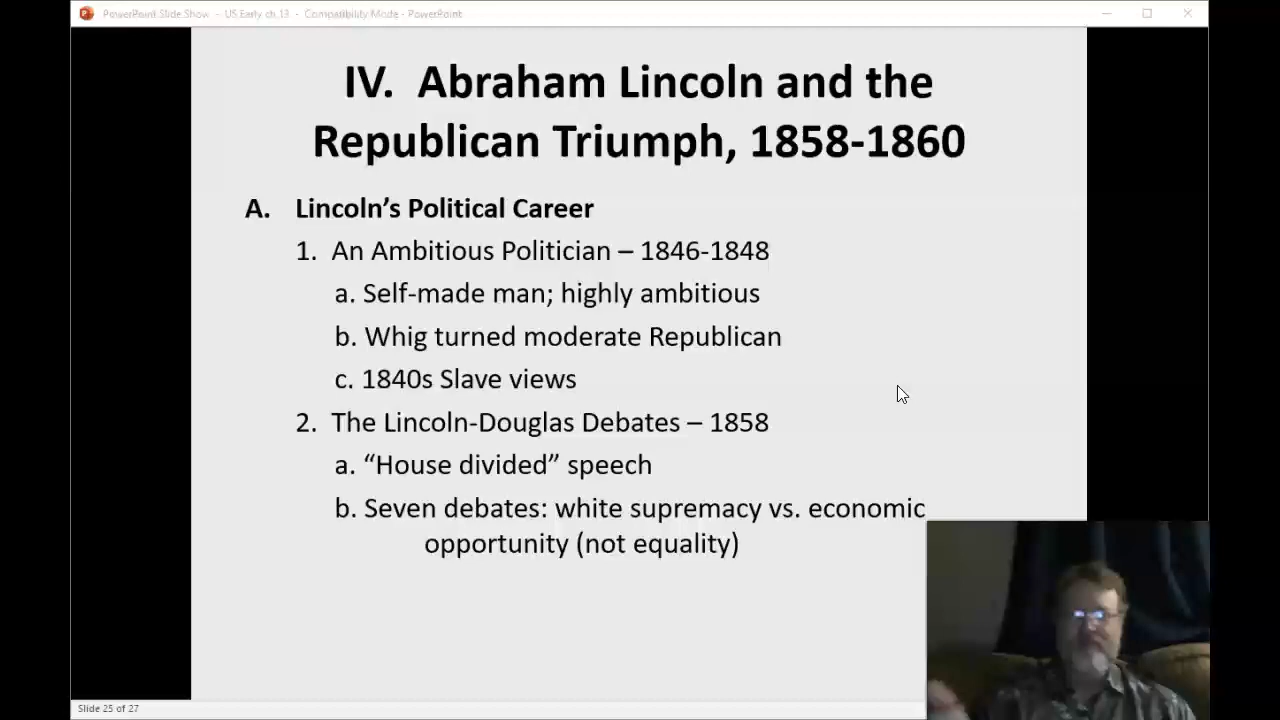 PowerPoint Slide Show - US Early ch 13 - Compatibility Mode - PowerPoint
IV. Abraham Lincoln and the
Republican Triumph, 1858-1860
A. Lincoln’s Political Career
1. An Ambitious Politician – 1846-1848
a. Self-made man; highly ambitious
b. Whig turned moderate Republican
c. 1840s Slave views
2. The Lincoln-Douglas Debates – 1858
a. “House divided” speech
b. Seven debates: white supremacy vs. economic
opportunity (not equality)
Slide 25 of 27